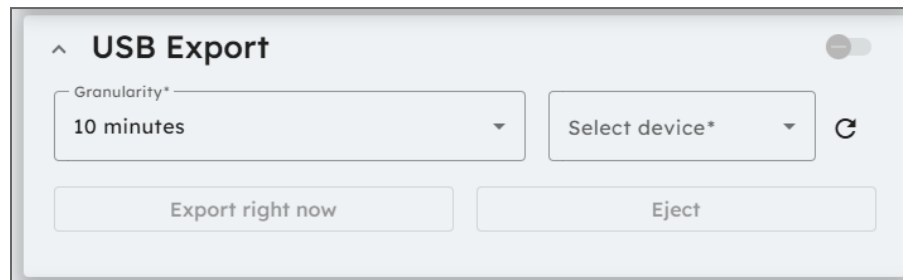 USB Export
Granularity*
10 minutes
Select device*
Export right now
Eject